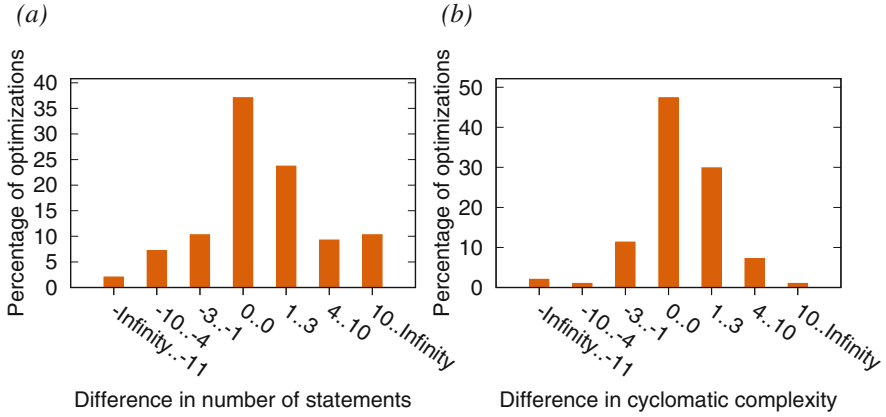 (a)
Percentage of optimizations
40
35
30
25
20
15
10
5
0
-Infinity..-11
-10..-4
-3..-1
0..0
1..3
4..10
10..Infinity
Difference in number of statements
(b)
Percentage of optimizations
50
40
30
20
10
0
-Infinity..-11
-10..-4
-3..-1
0..0
1..3
4..10
10..Infinity
Difference in cyclomatic complexity